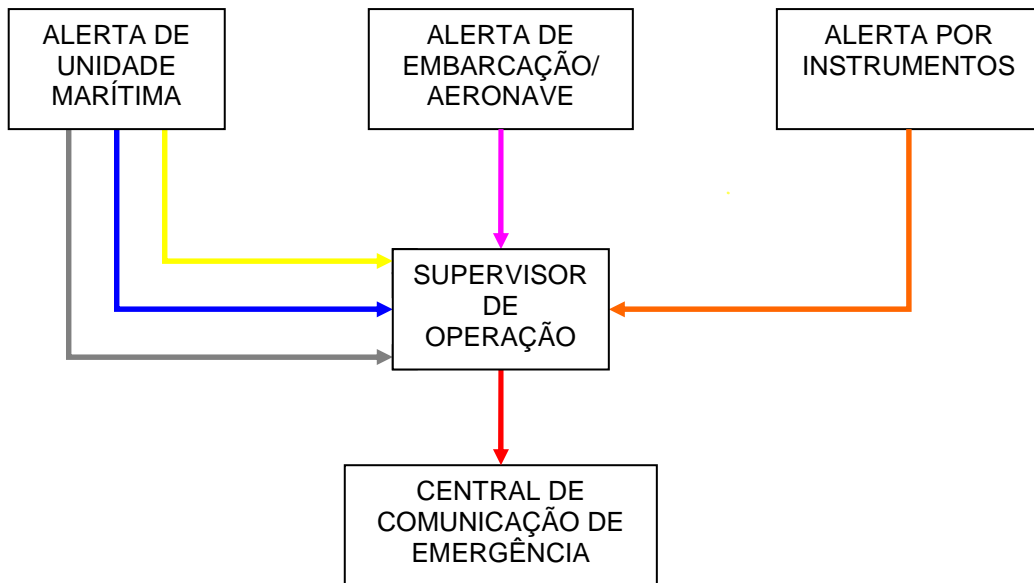 ALERTA DE
UNIDADE
MARÍTIMA
ALERTA DE
EMBARCAÇÃO/
AERONAVE
ALERTA POR
INSTRUMENTOS
SUPERVISOR
DE
OPERAÇÃO
CENTRAL DE
COMUNICAÇÃO DE
EMERGÊNCIA